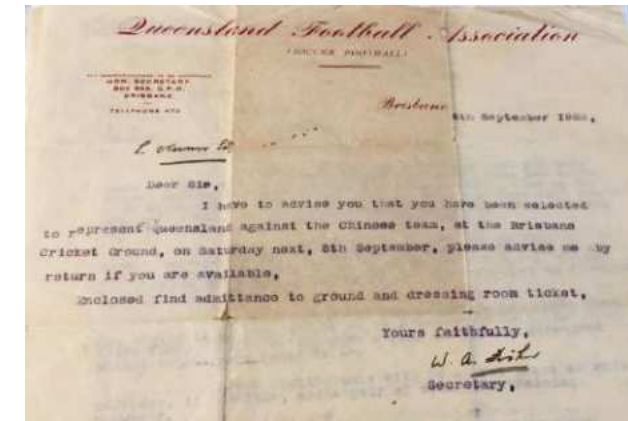 Queensland Football Association
(SOCCER FOOTBALL)
HON. SECRETARY
BOX , G.P.O.
BRISBANE
TELEPHONE
Brisbane
September
Dear Sir,
I have to advise you that you have been selected
to represent Queensland against the Chinese team, at the Brisbane
Cricket Ground, on Saturday next, 8th September, please advise me by
return if you are available,
Enclosed find admittance to ground and dressing room ticket,
Yours faithfully,
W. A.
Secretary,